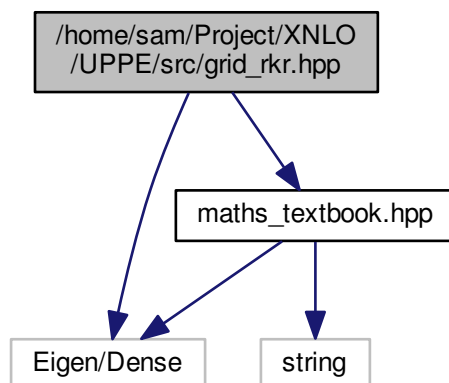 /home/sam/Project/XNLO
/UPPE/src/grid_rkr.hpp
maths_textbook.hpp
Eigen/Dense
string